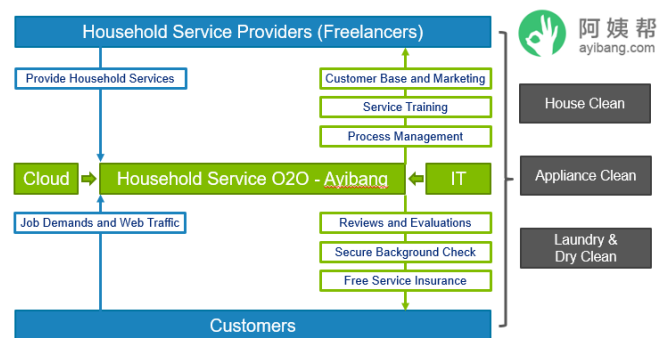 Household Service Providers (Freelancers)
阿姨帮
ayibang.com
Provide Household Services
Customer Base and Marketing
Service Training
Process Management
House Clean
Cloud
Household Service O2O - Ayibang
IT
Appliance Clean
Job Demands and Web Traffic
Reviews and Evaluations
Secure Background Check
Free Service Insurance
Laundry &
Dry Clean
Customers